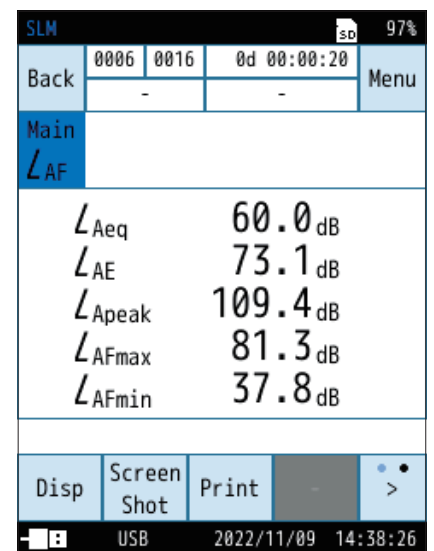 SLM SD 97%
Back 0006 0016 0d 00:00:20 Menu
- -
Main
LAF
LAeq 60.0dB
LAE 73.1dB
LApeak 109.4dB
LAFmax 81.3dB
LAFmin 37.8dB
Disp Screen Shot Print - >
USB 2022/11/09 14:38:26